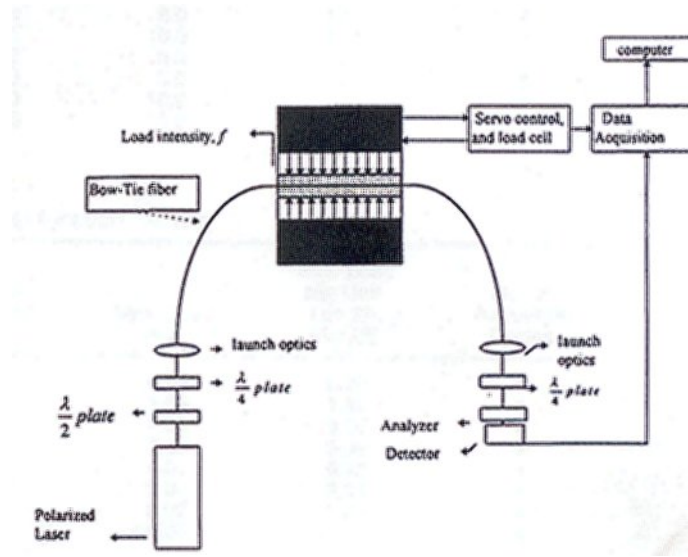 computer
Load intensity, f
Servo control,
and load cell
Data
Acquisition
Bow-Tie fiber
launch optics
λ/4 plate
λ/2 plate
launch
optics
λ/4 plate
Analyzer
Detector
Polarized
Laser